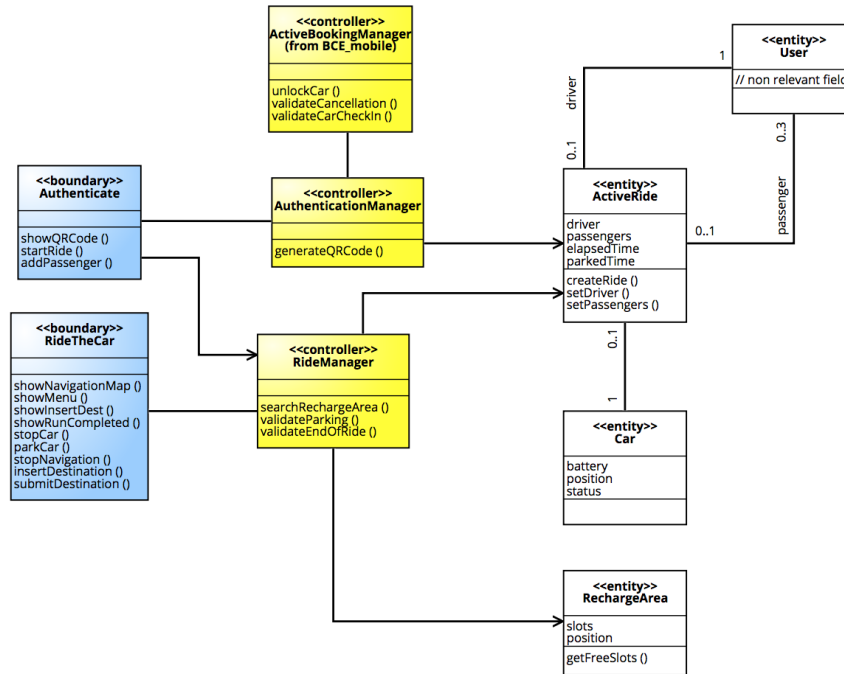 <<controller>>
ActiveBookingManager
(from BCE_mobile)
unlockCar ()
validateCancellation ()
validateCarCheckIn ()
<<entity>>
User
// non relevant field
1
driver
0..1
0..3
passenger
0..1
<<boundary>>
Authenticate
showQRCode ()
startRide ()
addPassenger ()
<<controller>>
AuthenticationManager
generateQRCode ()
<<entity>>
ActiveRide
driver
passengers
elapsedTime
parkedTime
createRide ()
setDriver ()
setPassengers ()
<<boundary>>
RideTheCar
showNavigationMap ()
showMenu ()
showInsertDest ()
showRunCompleted ()
stopCar ()
parkCar ()
stopNavigation ()
insertDestination ()
submitDestination ()
<<controller>>
RideManager
searchRechargeArea ()
validateParking ()
validateEndOfRide ()
0..1
1
<<entity>>
Car
battery
position
status
<<entity>>
RechargeArea
slots
position
getFreeSlots ()